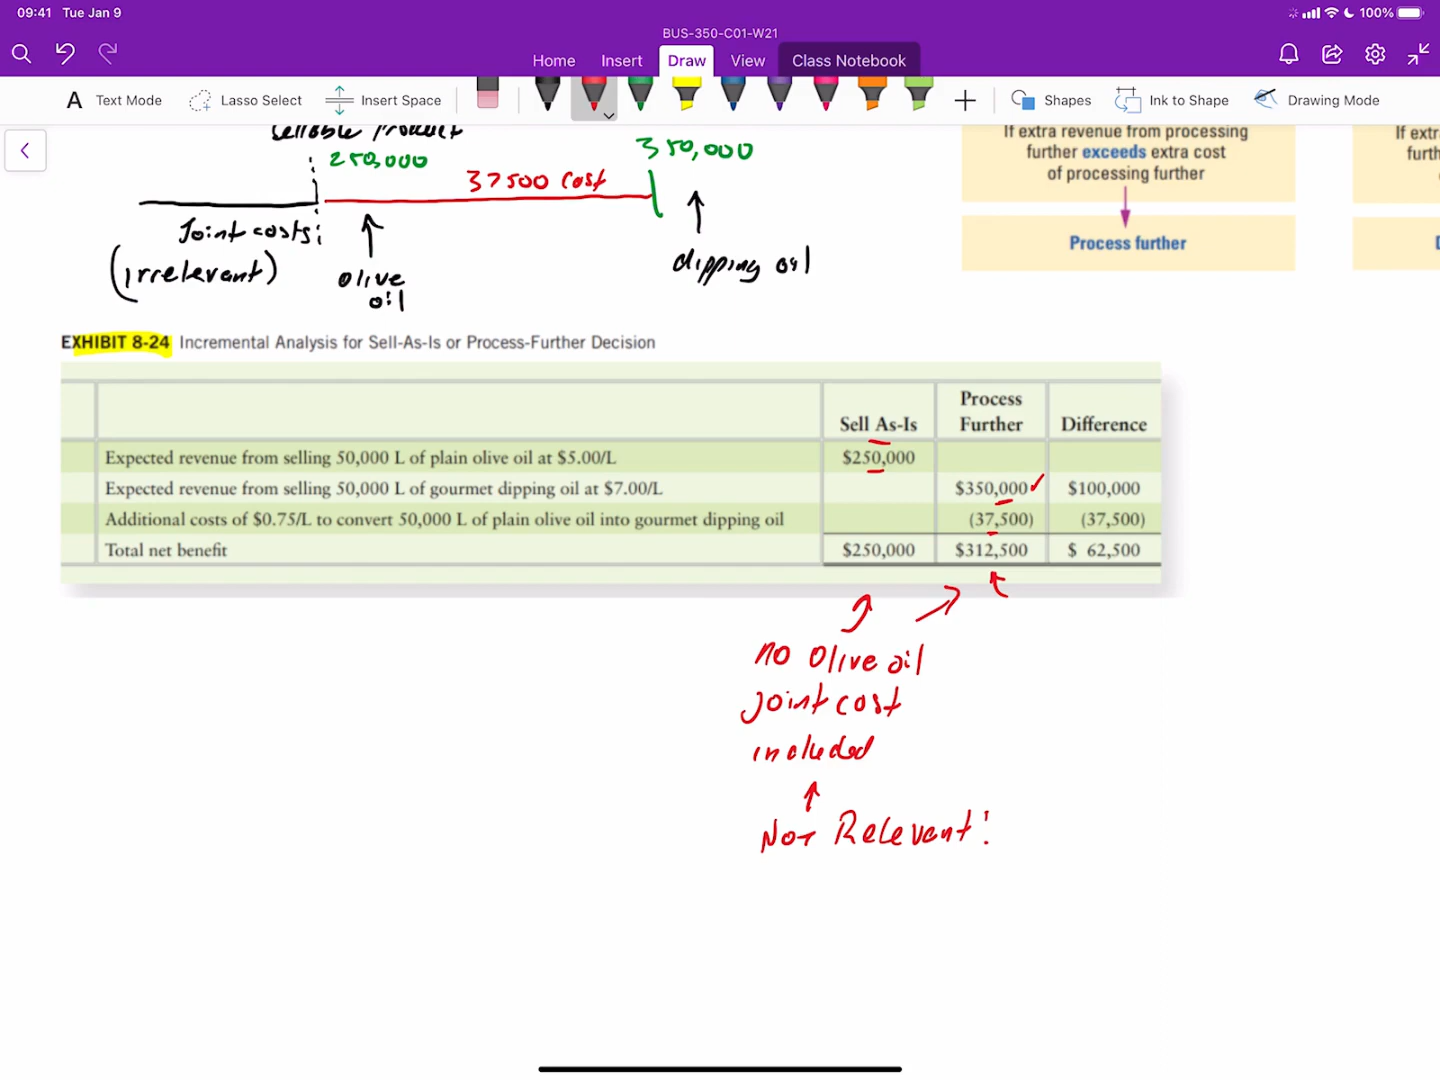 09:41 Tue Jan 9
100%
BUS-350-C01-W21
Home Insert Draw View Class Notebook
A Text Mode Lasso Select Insert Space Shapes Ink to Shape Drawing Mode
sellable product
250,000
350,000
37500 cost
Joint costs
(irrelevant)
olive
oil
dipping oil
If extra revenue from processing
further exceeds extra cost
of processing further
Process further
If extr
furth
EXHIBIT 8-24 Incremental Analysis for Sell-As-Is or Process-Further Decision
Sell As-Is Process Further Difference
Expected revenue from selling 50,000 L of plain olive oil at $5.00/L $250,000
Expected revenue from selling 50,000 L of gourmet dipping oil at $7.00/L $350,000 $100,000
Additional costs of $0.75/L to convert 50,000 L of plain olive oil into gourmet dipping oil (37,500) (37,500)
Total net benefit $250,000 $312,500 $ 62,500
no olive oil
joint cost
included
Not Relevant!